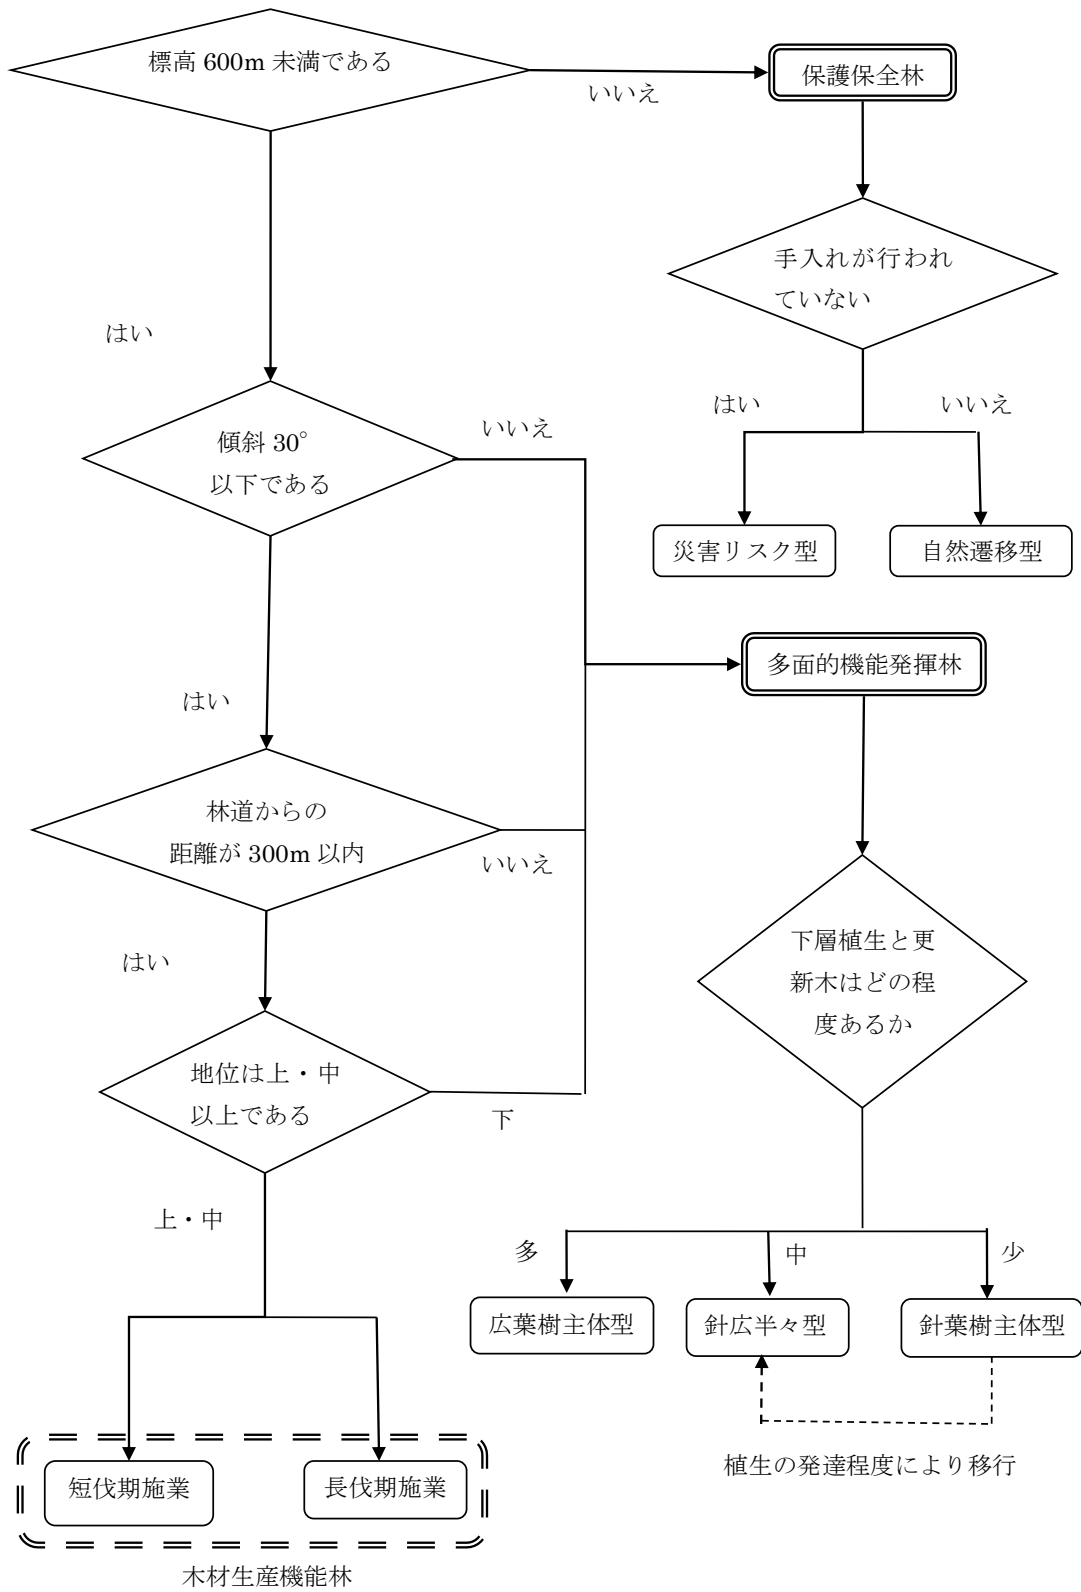 標高 600m 未満である
いいえ
保護保全林
手入れが行われ
ていない
はい
はい
いいえ
災害リスク型
自然遷移型
傾斜 30°
以下である
いいえ
多面的機能発揮林
はい
林道からの
距離が 300m 以内
いいえ
はい
下層植生と更
新木はどの程
度あるか
地位は上・中
以上である
下
上・中
多
中
少
広葉樹主体型
針広半々型
針葉樹主体型
植生の発達程度により移行
短伐期施業
長伐期施業
木材生産機能林